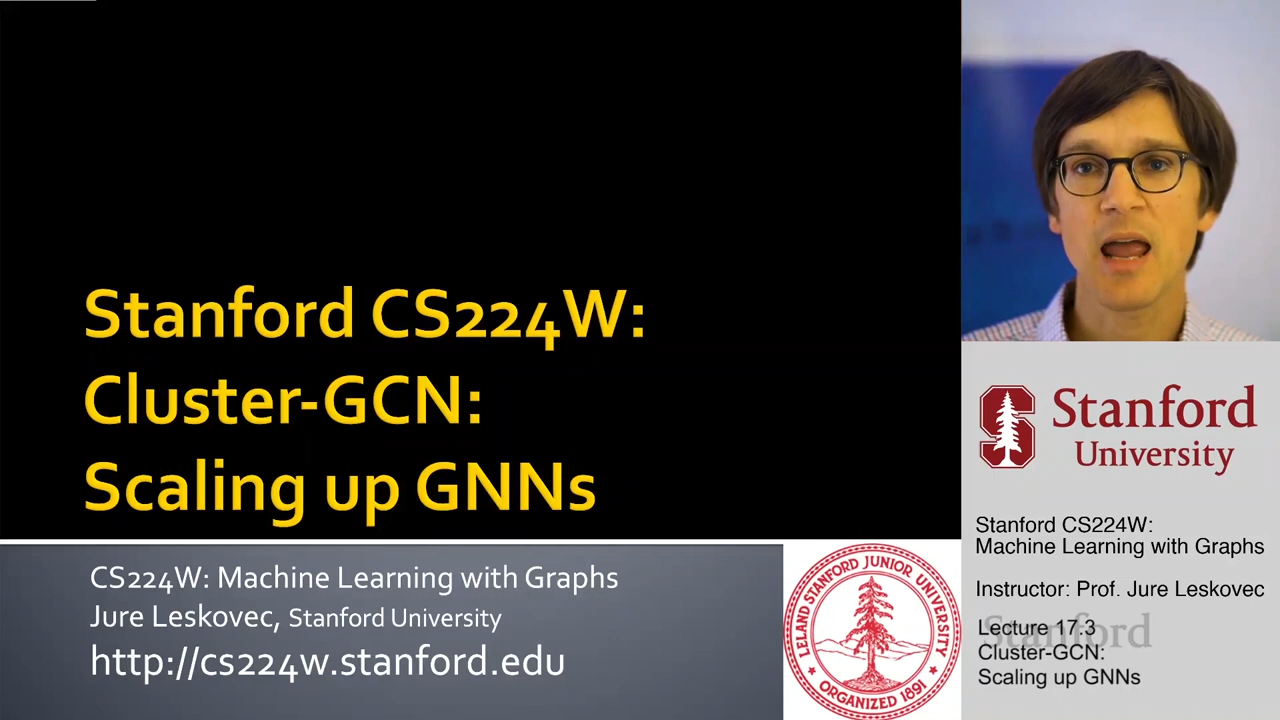 Stanford CS224W:
Cluster-GCN:
Scaling up GNNs
CS224W: Machine Learning with Graphs
Jure Leskovec, Stanford University
http://cs224w.stanford.edu
LELAND STANFORD JUNIOR UNIVERSITY
ORGANIZED 1891
S
Stanford
University
Stanford CS224W:
Machine Learning with Graphs
Instructor: Prof. Jure Leskovec
Stanford
Lecture 17.3
Cluster-GCN:
Scaling up GNNs